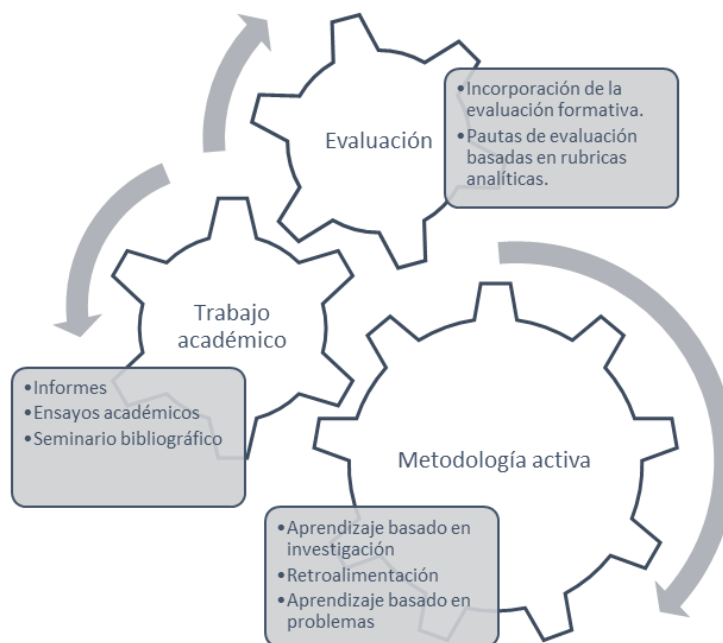 Evaluación
•Incorporación de la
evaluación formativa.
•Pautas de evaluación
basadas en rubricas
analíticas.
Trabajo
académico
•Informes
•Ensayos académicos
•Seminario bibliográfico
Metodología activa
•Aprendizaje basado en
investigación
•Retroalimentación
•Aprendizaje basado en
problemas